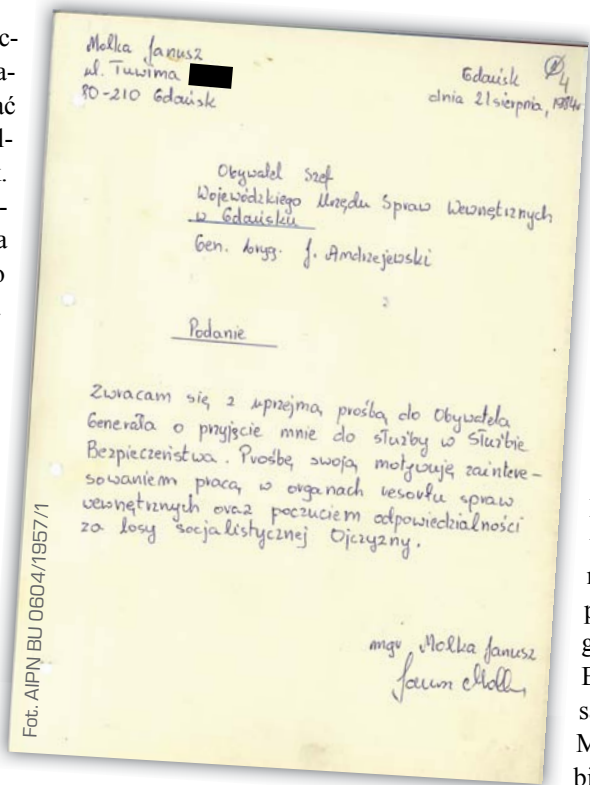 Molka Janusz
ul. Tuwima
80-210 Gdańsk
Gdańsk
dnia 21 sierpnia, 1984r
4
Obywatel Szef
Wojewódzkiego Urzędu Spraw Wewnętrznych
w Gdańsku
Gen. bryg. J. Andrzejewski
Podanie
Zwracam się z uprzejmą prośbą do Obywatela
Generała o przyjęcie mnie do służby w Służbie
Bezpieczeństwa. Prośbę swoją motywuję zaintere-
sowaniem pracą w organach resortu spraw
wewnętrznych oraz poczuciem odpowiedzialności
za losy socjalistycznej Ojczyzny.
mgr Molka Janusz
Fot. AIPN BU 0604/1957/1